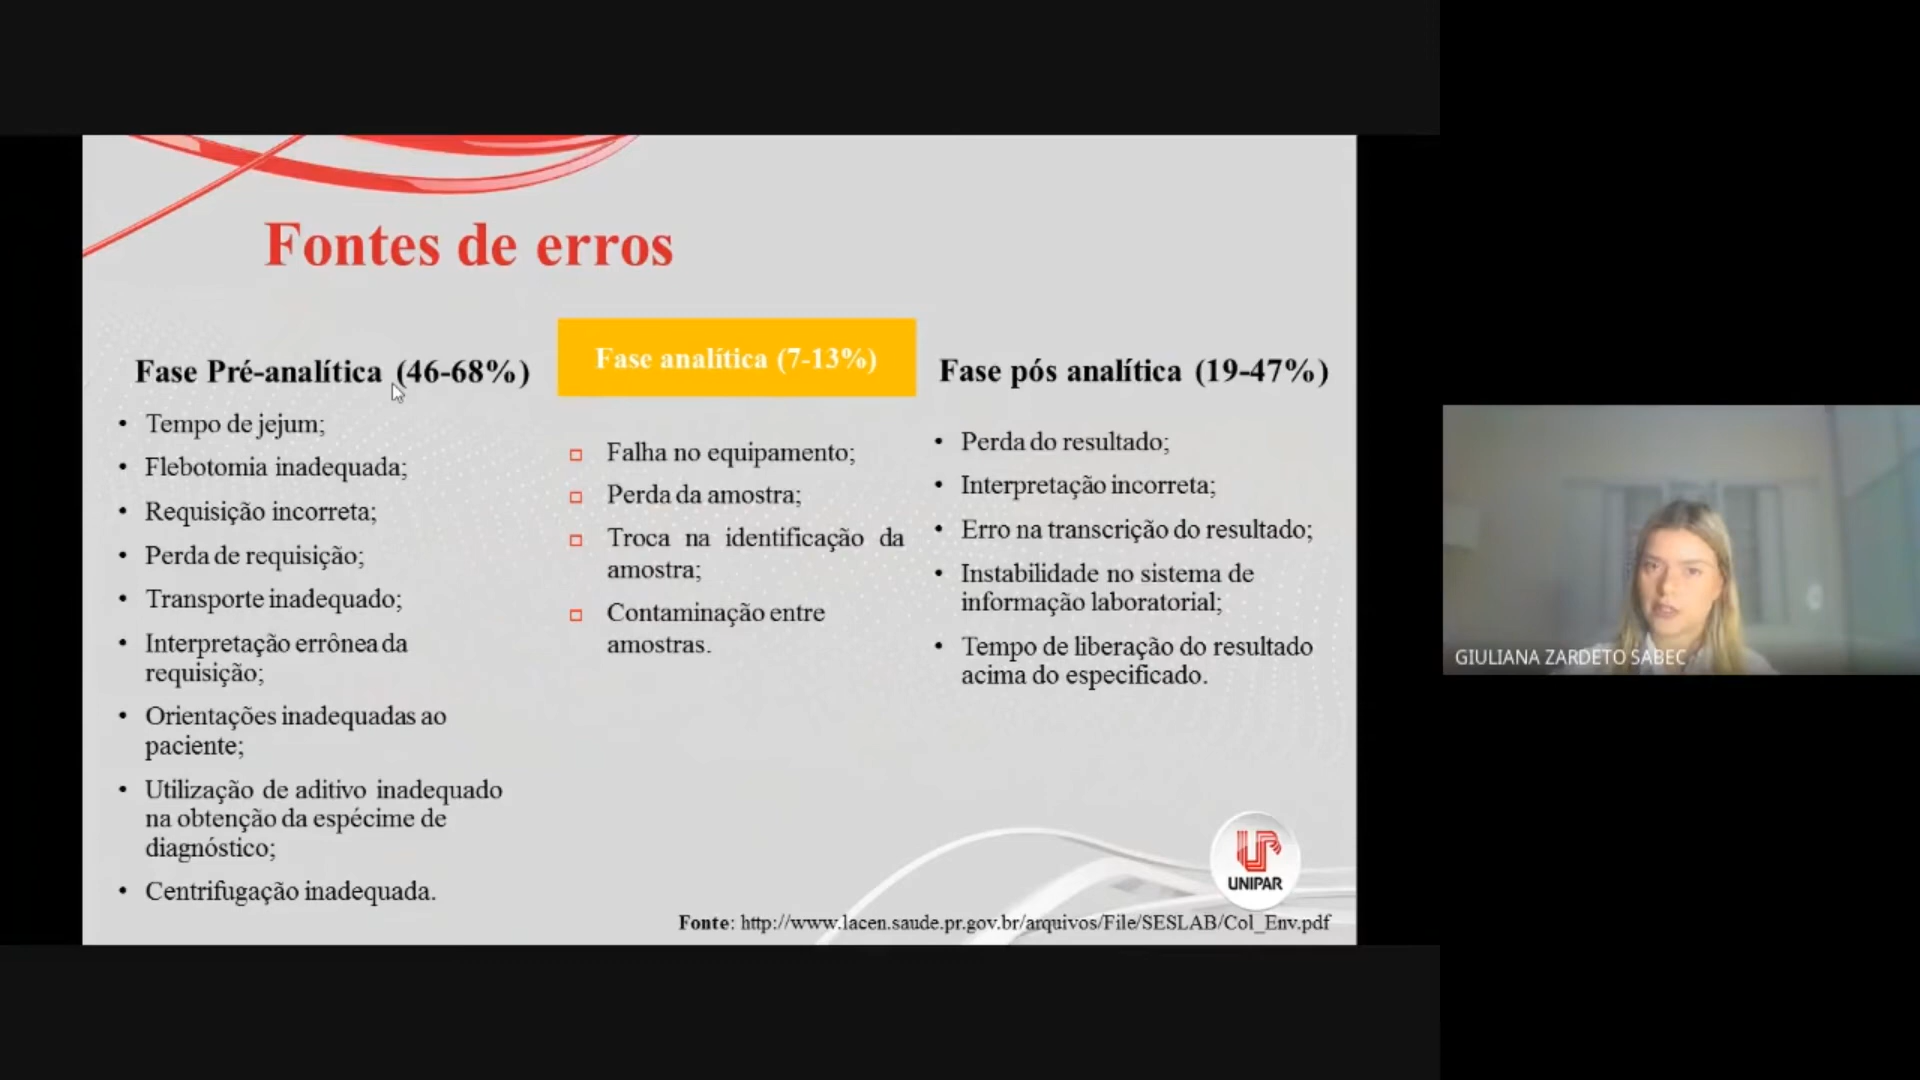 Fontes de erros
Fase Pré-analítica (46-68%)
• Tempo de jejum;
• Flebotomia inadequada;
• Requisição incorreta;
• Perda de requisição;
• Transporte inadequado;
• Interpretação errônea da
requisição;
• Orientações inadequadas ao
paciente;
• Utilização de aditivo inadequado
na obtenção da espécime de
diagnóstico;
• Centrifugação inadequada.
Fase analítica (7-13%)
Falha no equipamento;
Perda da amostra;
Troca na identificação da
amostra;
Contaminação entre
amostras.
Fase pós analítica (19-47%)
• Perda do resultado;
• Interpretação incorreta;
• Erro na transcrição do resultado;
• Instabilidade no sistema de
informação laboratorial;
• Tempo de liberação do resultado
acima do especificado.
UNIPAR
Fonte: http://www.lacen.saude.pr.gov.br/arquivos/File/SESLAB/Col_Env.pdf
GIULIANA ZARDETO SABEC